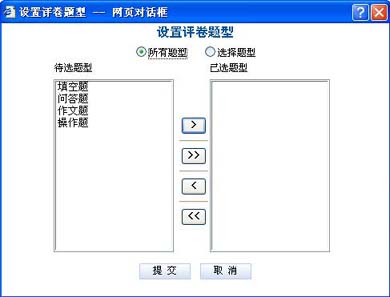 设置评卷题型 -- 网页对话框
设置评卷题型
所有题型 选择题型
待选题型 已选题型
填空题
问答题
作文题
操作题
>
>>
<
<<
提 交 取 消